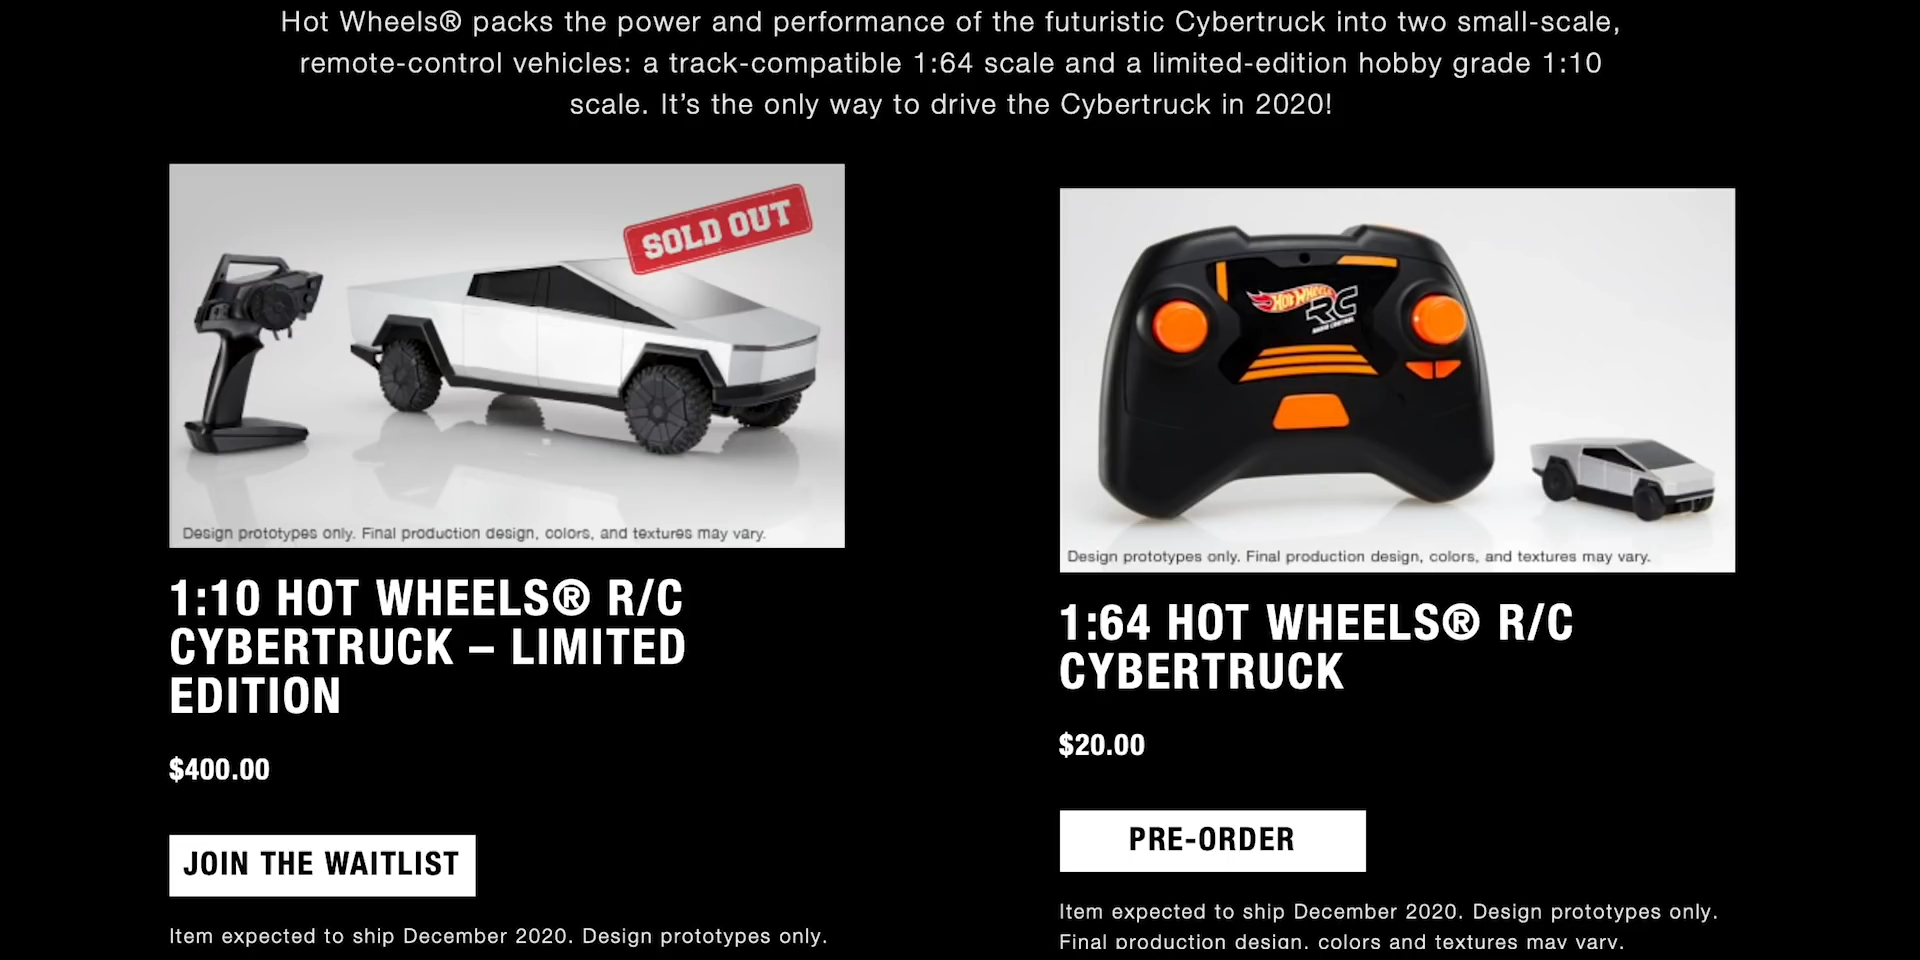 Hot Wheels® packs the power and performance of the futuristic Cybertruck into two small-scale,
remote-control vehicles: a track-compatible 1:64 scale and a limited-edition hobby grade 1:10
scale. It's the only way to drive the Cybertruck in 2020!
SOLD OUT
Design prototypes only. Final production design, colors, and textures may vary.
1:10 HOT WHEELS® R/C
CYBERTRUCK – LIMITED
EDITION
$400.00
JOIN THE WAITLIST
Item expected to ship December 2020. Design prototypes only.
HOT WHEELS
RC
RADIO CONTROL
Design prototypes only. Final production design, colors, and textures may vary.
1:64 HOT WHEELS® R/C
CYBERTRUCK
$20.00
PRE-ORDER
Item expected to ship December 2020. Design prototypes only.
Final production design, colors and textures may vary.